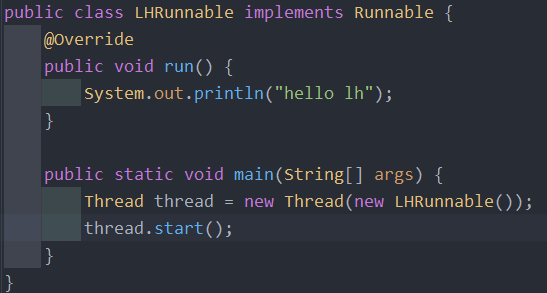 public class LHRunnable implements Runnable {
@Override
public void run() {
System.out.println("hello lh");
}
public static void main(String[] args) {
Thread thread = new Thread(new LHRunnable());
thread.start();
}
}